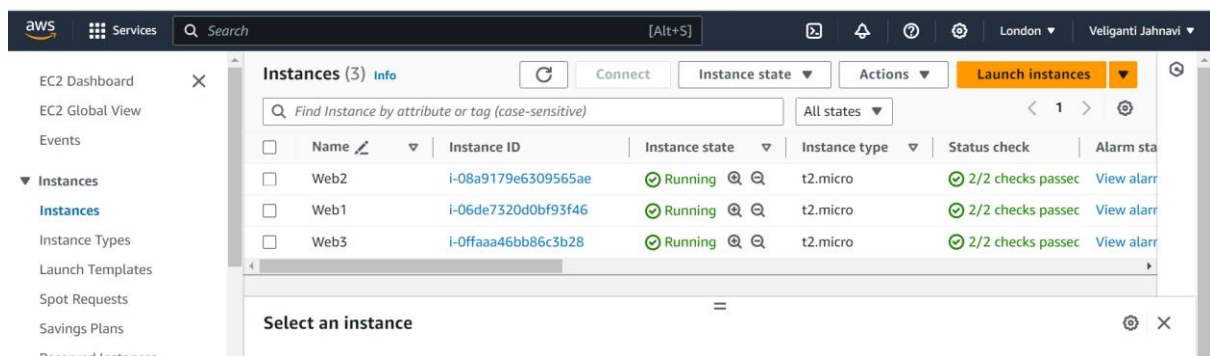 aws Services Search [Alt+S] London Veliganti Jahnavi
EC2 Dashboard
EC2 Global View
Events
Instances
Instances
Instance Types
Launch Templates
Spot Requests
Savings Plans
Instances (3) Info Connect Instance state Actions Launch instances
Find Instance by attribute or tag (case-sensitive) All states 1
Name Instance ID Instance state Instance type Status check Alarm sta
Web2 i-08a9179e6309565ae Running t2.micro 2/2 checks passec View alarr
Web1 i-06de7320d0bf93f46 Running t2.micro 2/2 checks passec View alarr
Web3 i-0ffaaa46bb86c3b28 Running t2.micro 2/2 checks passec View alarr
Select an instance